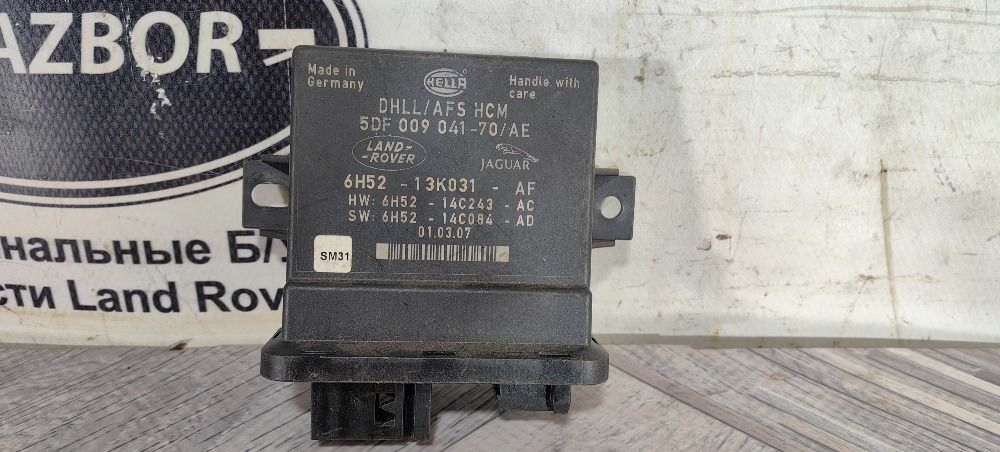 AZBOR
нальные Б/
сти Land Rov
Made in
Germany
HELLA
Handle with
care
DHLL/AFS HCM
5DF 009 041-70/AE
LAND-
-ROVER
JAGUAR
6H52 - 13K031 - AF
HW: 6H52 - 14C243 - AC
SW: 6H52 - 14C084 - AD
01.03.07
SM31